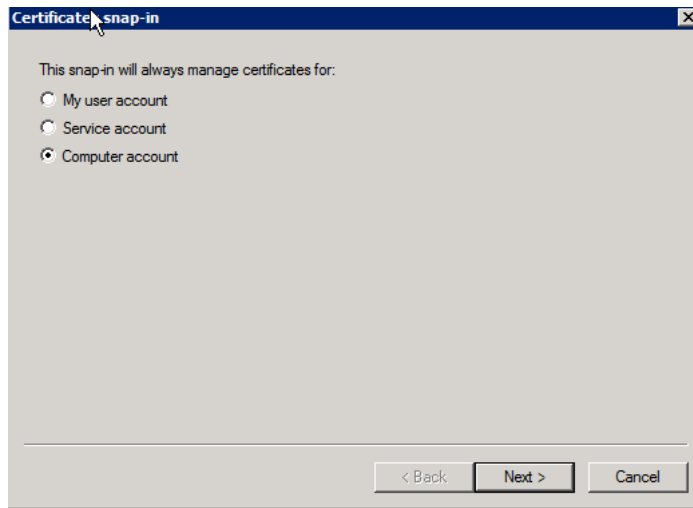 Certificates snap-in
This snap-in will always manage certificates for:
My user account
Service account
Computer account
< Back
Next >
Cancel